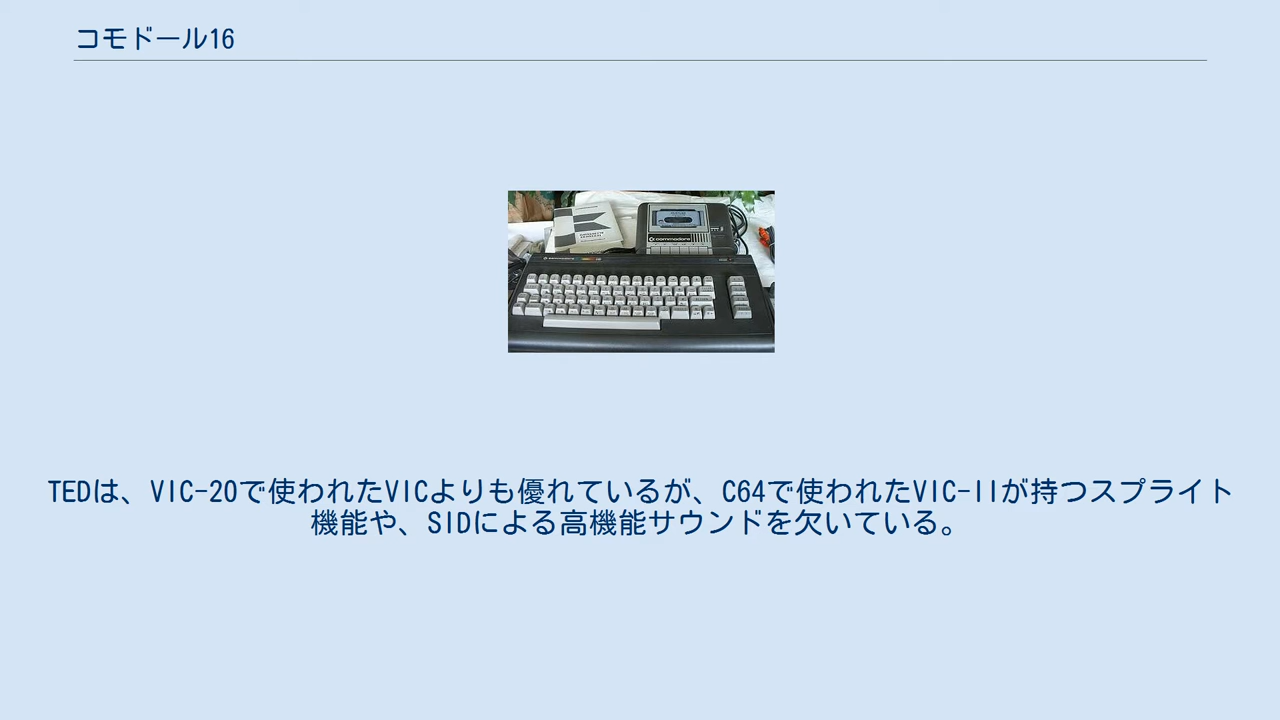 コモドール16
commodore
TEDは、VIC-20で使われたVICよりも優れているが、C64で使われたVIC-IIが持つスプライト
機能や、SIDによる高機能サウンドを欠いている。